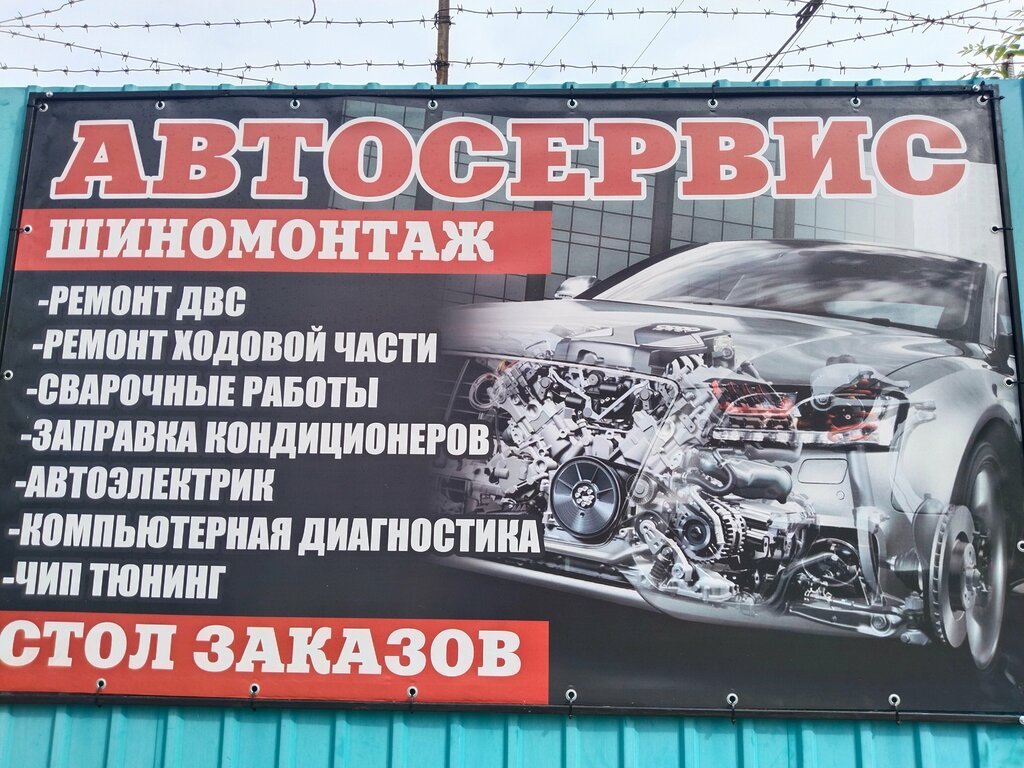 АВТОСЕРВИС
ШИНОМОНТАЖ
-РЕМОНТ ДВС
-РЕМОНТ ХОДОВОЙ ЧАСТИ
-СВАРОЧНЫЕ РАБОТЫ
-ЗАПРАВКА КОНДИЦИОНЕРОВ
-АВТОЭЛЕКТРИК
-КОМПЬЮТЕРНАЯ ДИАГНОСТИКА
-ЧИП ТЮНИНГ
СТОЛ ЗАКАЗОВ